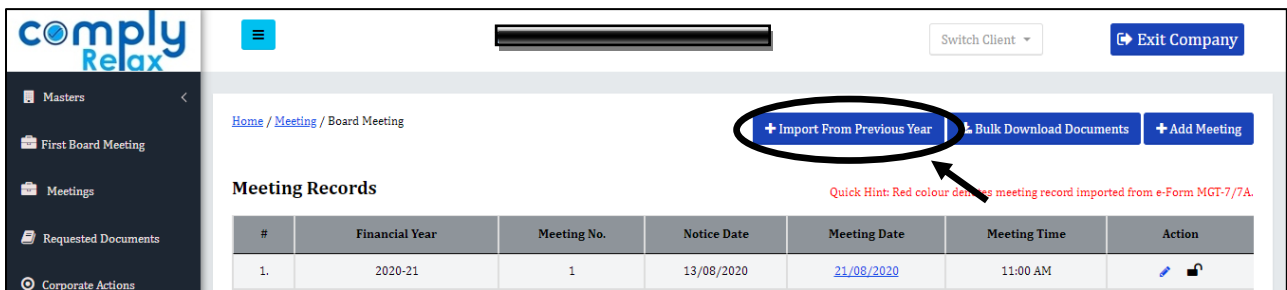 comply
Relax
Switch Client
Exit Company
Masters
First Board Meeting
Meetings
Requested Documents
Corporate Actions
Home / Meeting / Board Meeting
+ Import From Previous Year
Bulk Download Documents
+ Add Meeting
Meeting Records
Quick Hint: Red colour denotes meeting record imported from e-Form MGT-7/7A.
# Financial Year Meeting No. Notice Date Meeting Date Meeting Time Action
1. 2020-21 1 13/08/2020 21/08/2020 11:00 AM